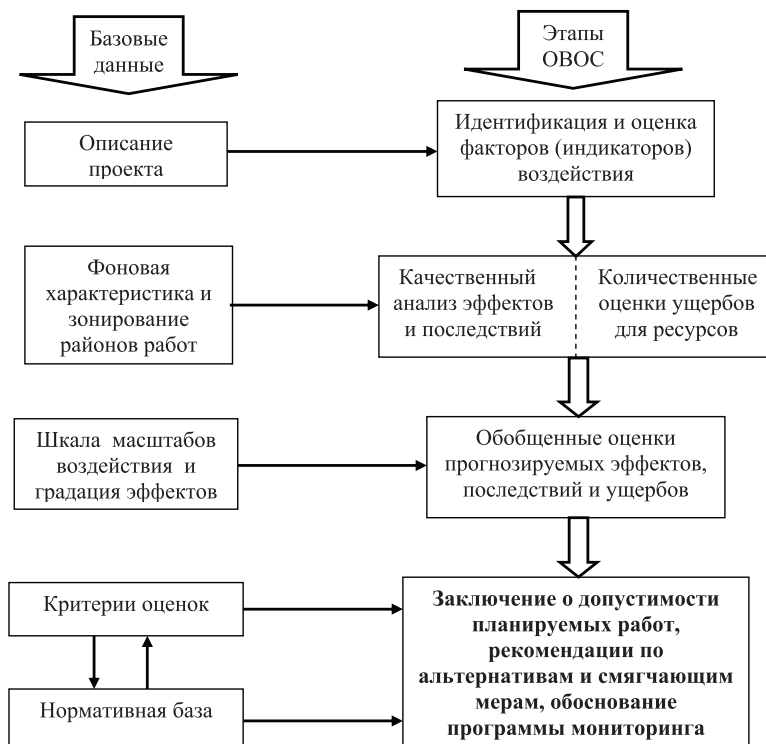 Базовые
данные
Этапы
ОВОС
Описание
проекта
Идентификация и оценка
факторов (индикаторов)
воздействия
Фоновая
характеристика и
зонирование
районов работ
Качественный
анализ эффектов
и последствий
Количественные
оценки ущербов
для ресурсов
Шкала масштабов
воздействия и
градация эффектов
Обобщенные оценки
прогнозируемых эффектов,
последствий и ущербов
Критерии оценок
Нормативная база
Заключение о допустимости
планируемых работ,
рекомендации по
альтернативам и смягчающим
мерам, обоснование
программы мониторинга